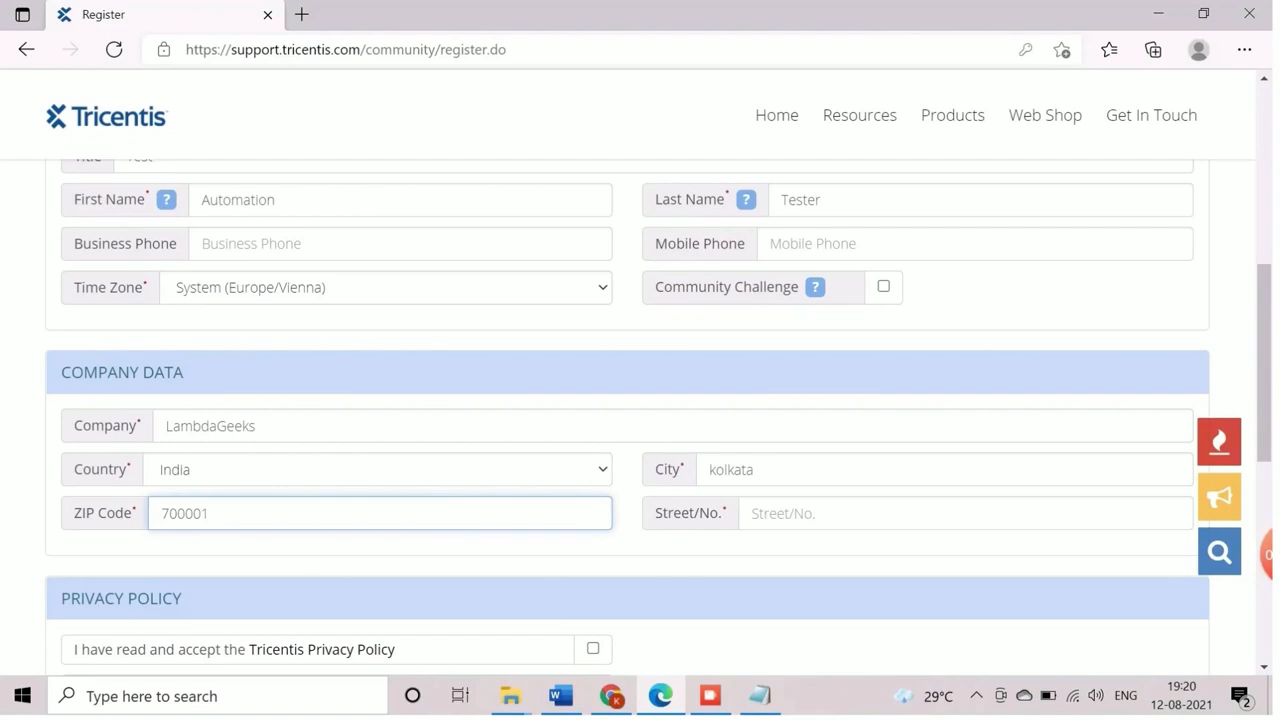 Register
https://support.tricentis.com/community/register.do
Tricentis
Home Resources Products Web Shop Get In Touch
Title Test
First Name* ? Automation Last Name* ? Tester
Business Phone Business Phone Mobile Phone Mobile Phone
Time Zone* System (Europe/Vienna) Community Challenge ?
COMPANY DATA
Company* LambdaGeeks
Country* India City* kolkata
ZIP Code* 700001 Street/No.* Street/No.
PRIVACY POLICY
I have read and accept the Tricentis Privacy Policy
Type here to search 29°C ENG 19:20
12-08-2021 2